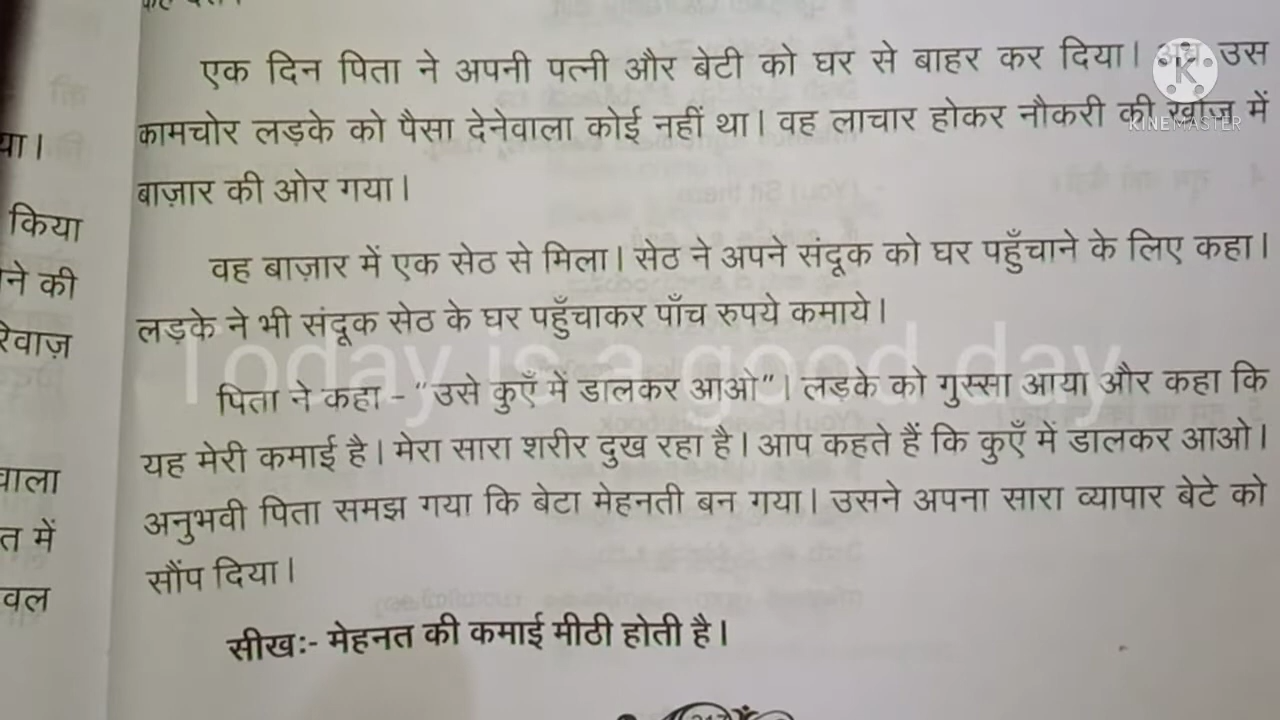 एक दिन पिता ने अपनी पत्नी और बेटी को घर से बाहर कर दिया। अब उस
कामचोर लड़के को पैसा देनेवाला कोई नहीं था। वह लाचार होकर नौकरी की खोज में
बाज़ार की ओर गया।
वह बाज़ार में एक सेठ से मिला। सेठ ने अपने संदूक को घर पहुँचाने के लिए कहा।
लड़के ने भी संदूक सेठ के घर पहुँचाकर पाँच रुपये कमाये।
पिता ने कहा - "उसे कुएँ में डालकर आओ"। लड़के को गुस्सा आया और कहा कि
यह मेरी कमाई है। मेरा सारा शरीर दुख रहा है। आप कहते हैं कि कुएँ में डालकर आओ।
अनुभवी पिता समझ गया कि बेटा मेहनती बन गया। उसने अपना सारा व्यापार बेटे को
सौंप दिया।
सीखः- मेहनत की कमाई मीठी होती है।
या।
किया
ने की
रेवाज़
वाला
त में
वल
Today is a good day
K
KINEMASTER